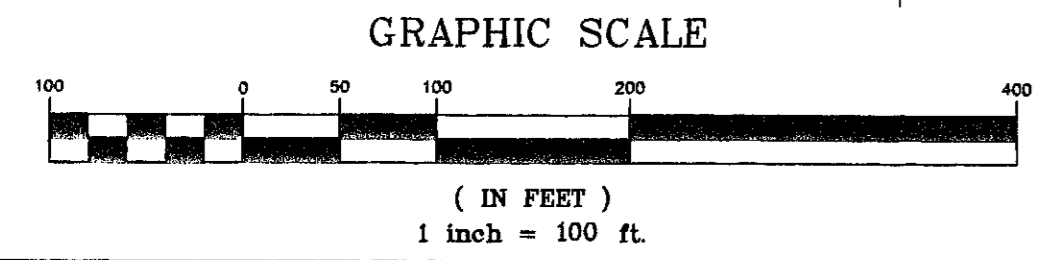 GRAPHIC SCALE
100 0 50 100 200 400
( IN FEET )
1 inch = 100 ft.